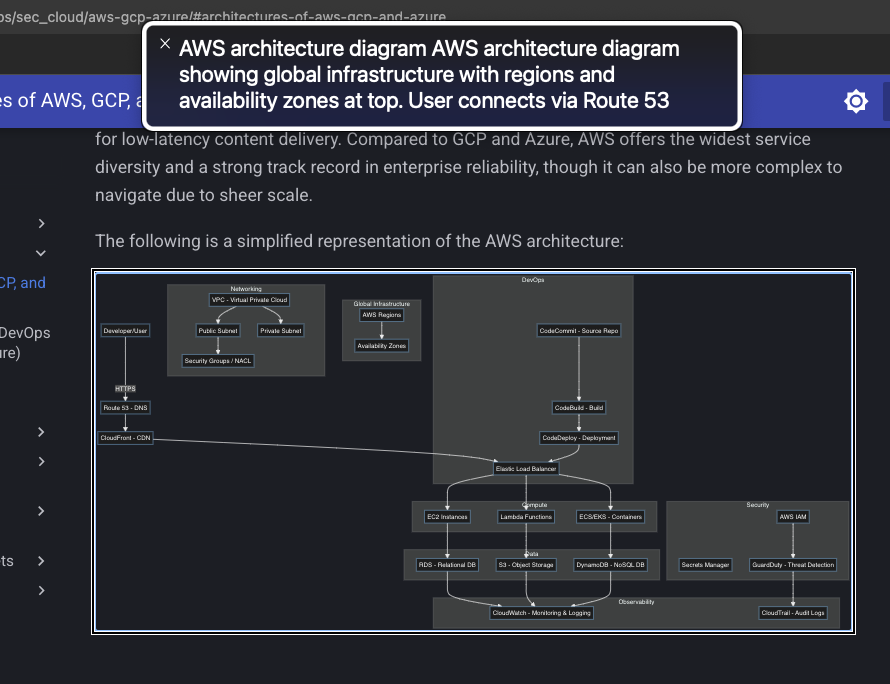 os/sec_cloud/aws-gcp-azure/#architectures-of-aws-gcp-and-azure
AWS architecture diagram AWS architecture diagram
showing global infrastructure with regions and
availability zones at top. User connects via Route 53
es of AWS, GCP, a
for low-latency content delivery. Compared to GCP and Azure, AWS offers the widest service
diversity and a strong track record in enterprise reliability, though it can also be more complex to
navigate due to sheer scale.
The following is a simplified representation of the AWS architecture:
CP, and
DevOps
ure)
ets
Networking
VPC - Virtual Private Cloud
Public Subnet
Private Subnet
Security Groups / NACL
Global Infrastructure
AWS Regions
Availability Zones
DevOps
CodeCommit - Source Repo
CodeBuild - Build
CodeDeploy - Deployment
Elastic Load Balancer
Developer/User
HTTPS
Route 53 - DNS
CloudFront - CDN
Compute
EC2 Instances
Lambda Functions
ECS/EKS - Containers
Data
RDS - Relational DB
S3 - Object Storage
DynamoDB - NoSQL DB
Security
AWS IAM
Secrets Manager
GuardDuty - Threat Detection
Observability
CloudWatch - Monitoring & Logging
CloudTrail - Audit Logs